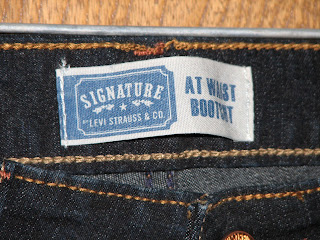 SIGNATURE
BY LEVI STRAUSS & CO.
AT WAIST
BOOTCUT